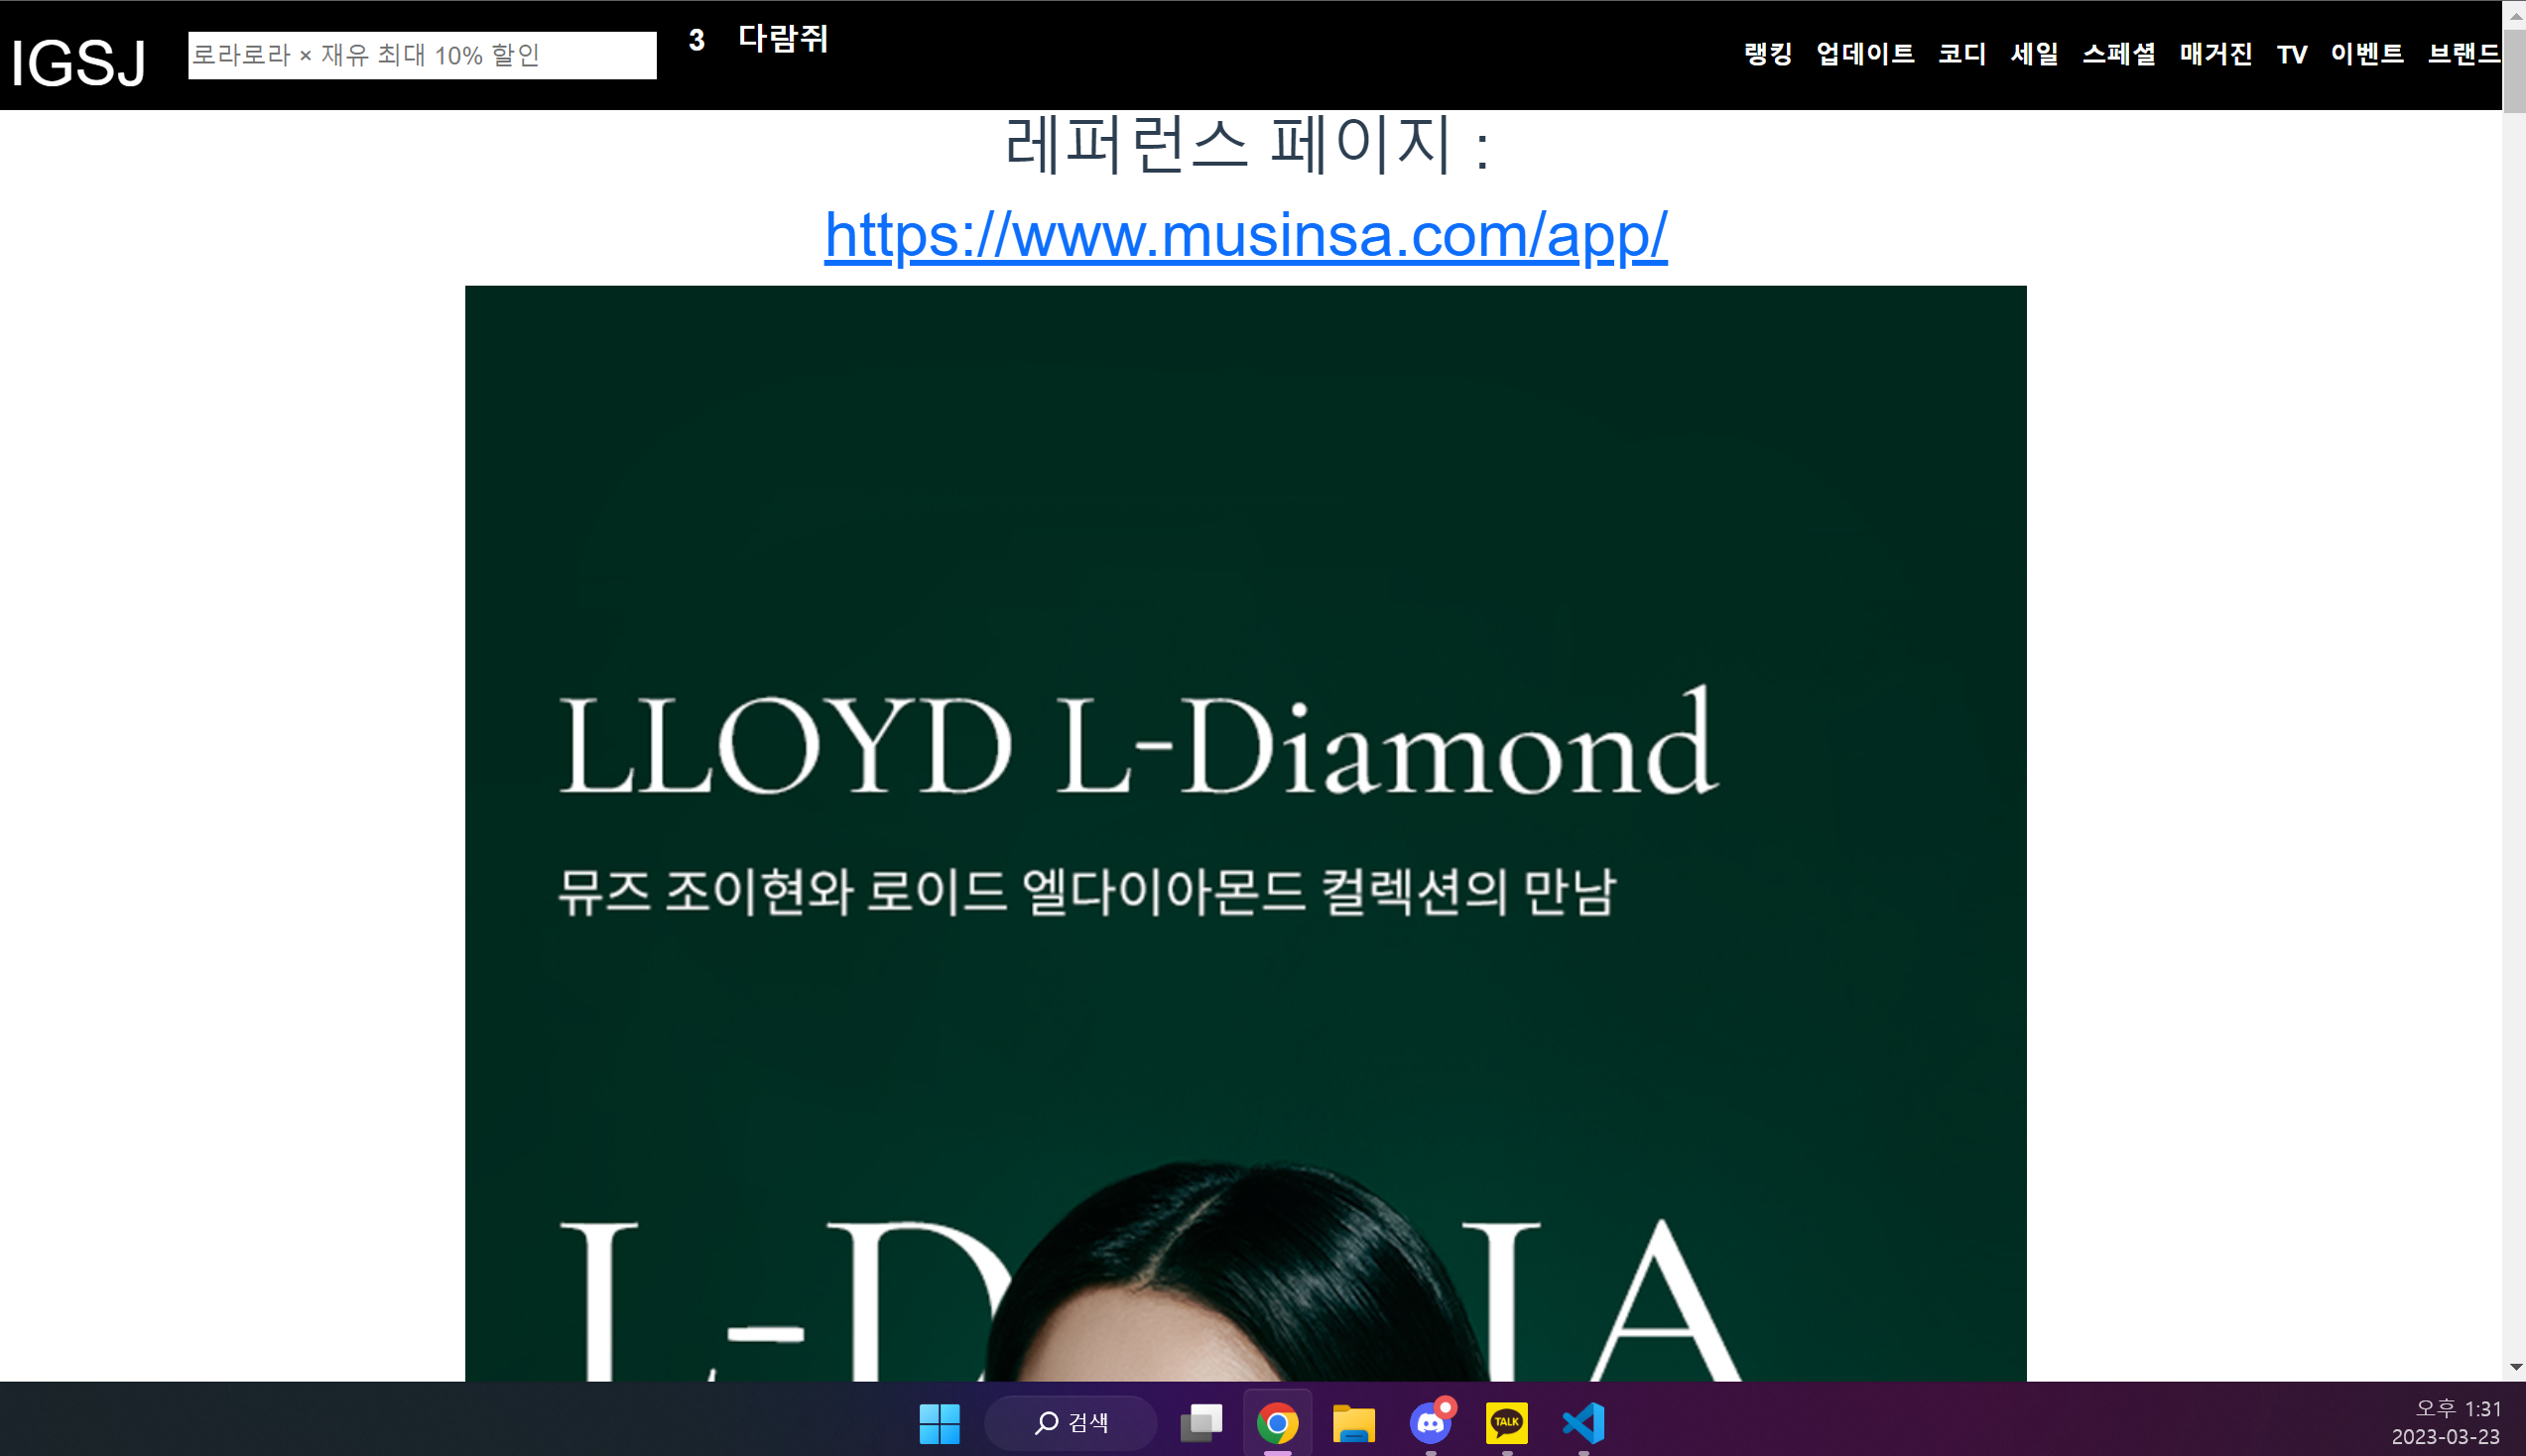 IGSJ
로라로라 × 재유 최대 10% 할인
3 다람쥐
랭킹 업데이트 코디 세일 스페셜 매거진 TV 이벤트 브랜드
레퍼런스 페이지 :
https://www.musinsa.com/app/
LLOYD L-Diamond
뮤즈 조이현와 로이드 엘다이아몬드 컬렉션의 만남
검색
TALK
오후 1:31
2023-03-23